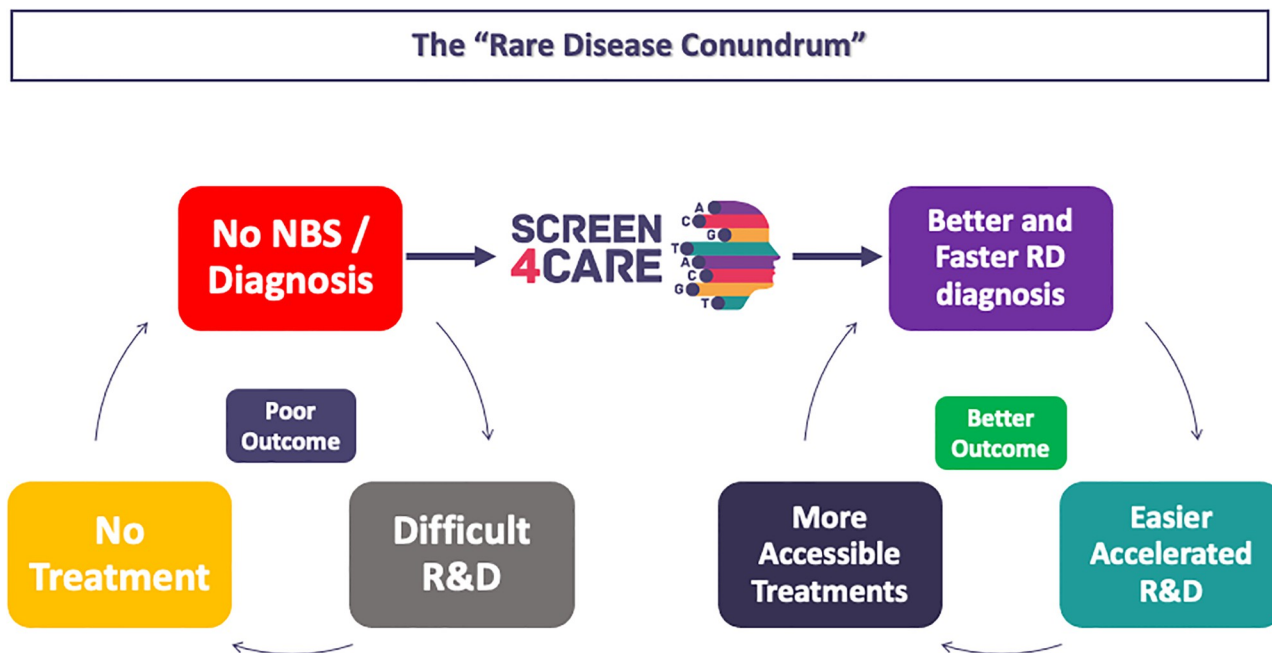 The “Rare Disease Conundrum”
No NBS /
Diagnosis
SCREEN
4CARE
A
C
G
T
A
C
G
T
Better and
Faster RD
diagnosis
Poor
Outcome
Better
Outcome
No
Treatment
Difficult
R&D
More
Accessible
Treatments
Easier
Accelerated
R&D